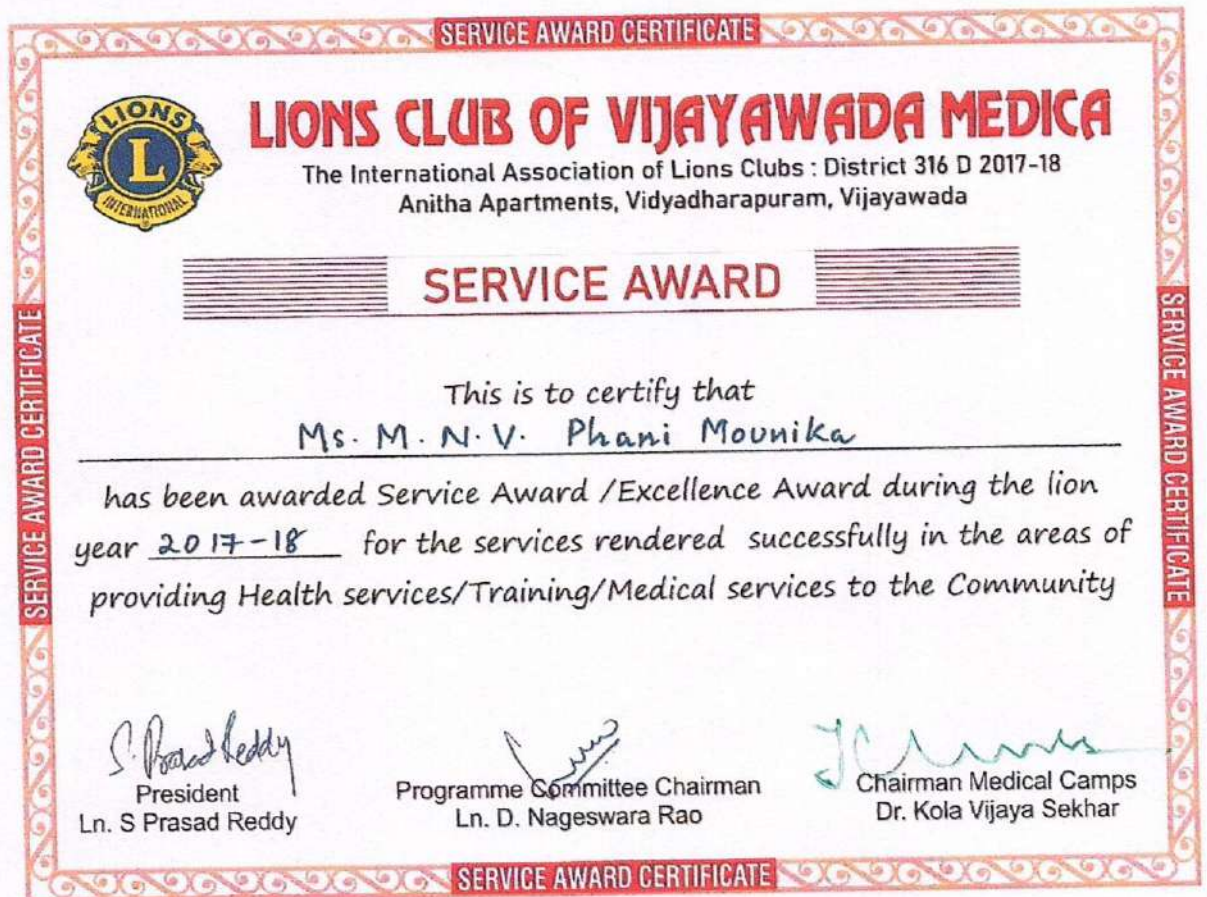 SERVICE AWARD CERTIFICATE
LIONS
L
INTERNATIONAL
LIONS CLUB OF VIJAYAWADA MEDICA
The International Association of Lions Clubs : District 316 D 2017-18
Anitha Apartments, Vidyadharapuram, Vijayawada
SERVICE AWARD
SERVICE AWARD CERTIFICATE
SERVICE AWARD CERTIFICATE
This is to certify that
Ms. M. N. V. Phani Mounika
has been awarded Service Award /Excellence Award during the lion
year 2017-18 for the services rendered successfully in the areas of
providing Health services/Training/Medical services to the Community
S. Prasad Reddy
President
Ln. S Prasad Reddy
Programme Committee Chairman
Ln. D. Nageswara Rao
Chairman Medical Camps
Dr. Kola Vijaya Sekhar
SERVICE AWARD CERTIFICATE